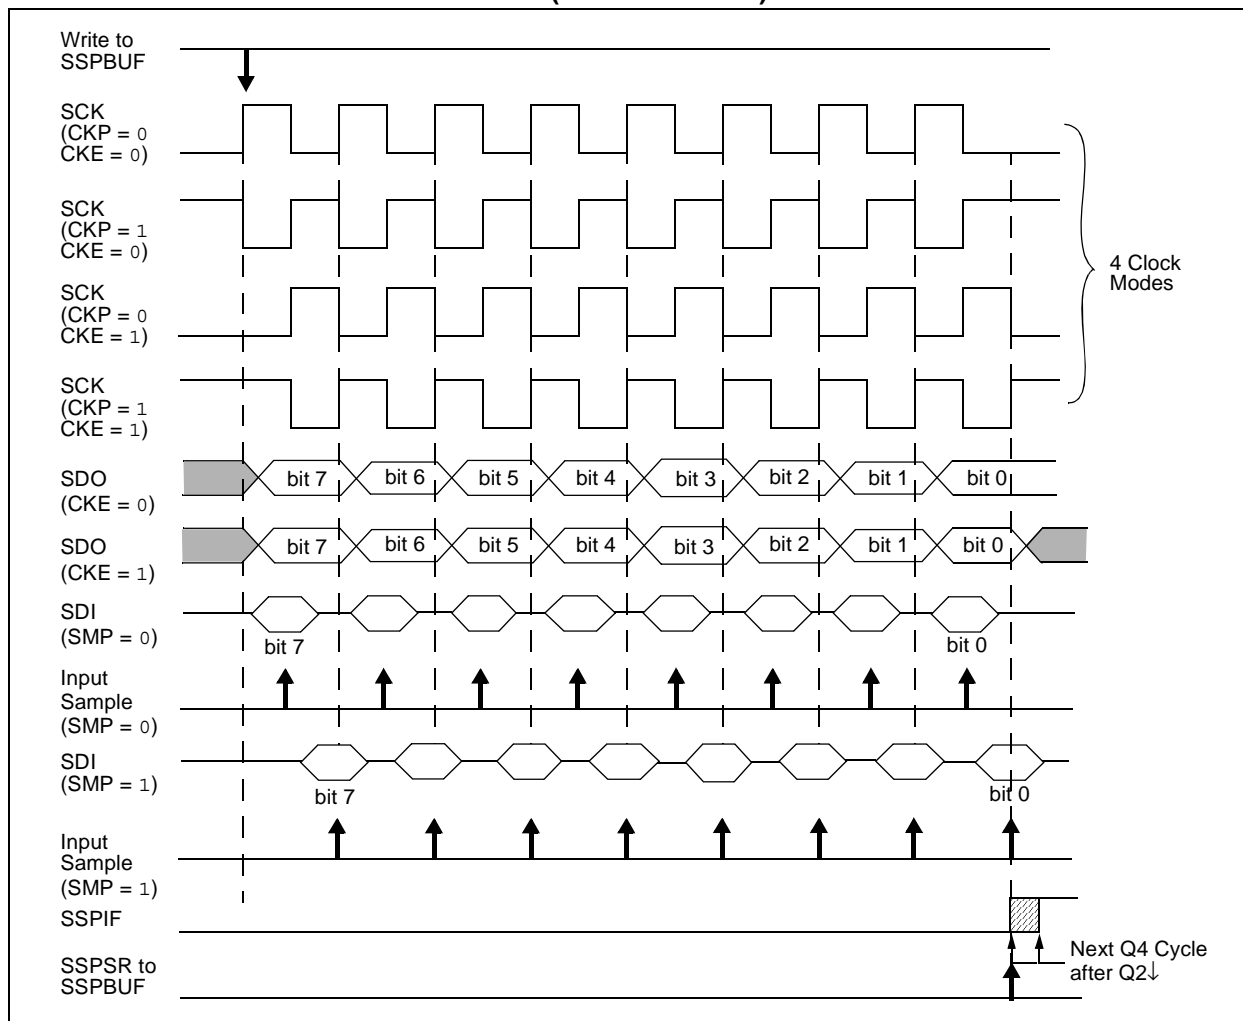 Write to
SSPBUF
SCK
(CKP = 0
CKE = 0)
SCK
(CKP = 1
CKE = 0)
SCK
(CKP = 0
CKE = 1)
SCK
(CKP = 1
CKE = 1)
4 Clock
Modes
SDO
(CKE = 0)
bit 7 bit 6 bit 5 bit 4 bit 3 bit 2 bit 1 bit 0
SDO
(CKE = 1)
bit 7 bit 6 bit 5 bit 4 bit 3 bit 2 bit 1 bit 0
SDI
(SMP = 0)
bit 7 bit 0
Input
Sample
(SMP = 0)
SDI
(SMP = 1)
bit 7 bit 0
Input
Sample
(SMP = 1)
SSPIF
Next Q4 Cycle
after Q2↓
SSPSR to
SSPBUF